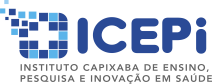 ICEPi
INSTITUTO CAPIXABA DE ENSINO,
PESQUISA E INOVAÇÃO EM SAÚDE